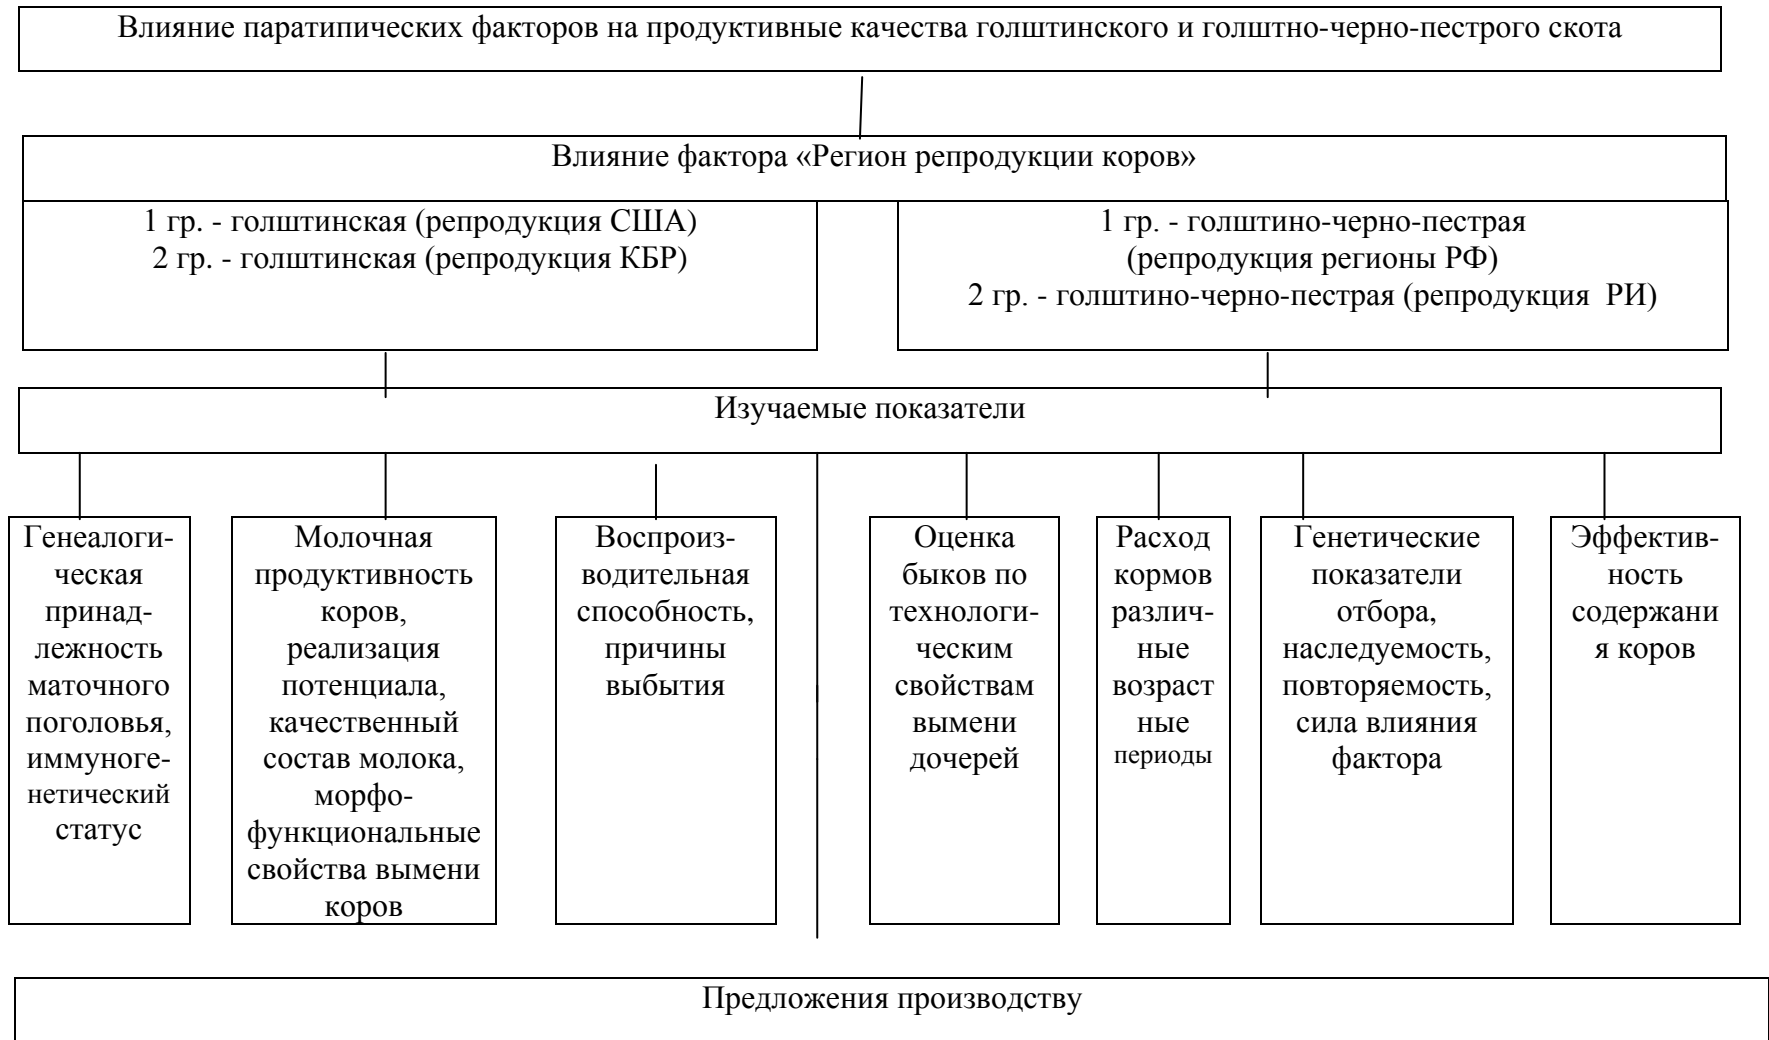 Влияние паратипических факторов на продуктивные качества голштинского и голштно-черно-пестрого скота
Влияние фактора «Регион репродукции коров»
1 гр. - голштинская (репродукция США)
2 гр. - голштинская (репродукция КБР)
1 гр. - голштино-черно-пестрая
(репродукция регионы РФ)
2 гр. - голштино-черно-пестрая (репродукция РИ)
Изучаемые показатели
Генеалоги-
ческая
принад-
лежность
маточного
поголовья,
иммуноге-
нетический
статус
Молочная
продуктивность
коров,
реализация
потенциала,
качественный
состав молока,
морфо-
функциональные
свойства вымени
коров
Воспроиз-
водительная
способность,
причины
выбытия
Оценка
быков по
технологи-
ческим
свойствам
вымени
дочерей
Расход
кормов
различ-
ные
возраст
ные
периоды
Генетические
показатели
отбора,
наследуемость,
повторяемость,
сила влияния
фактора
Эффектив-
ность
содержани
я коров
Предложения производству